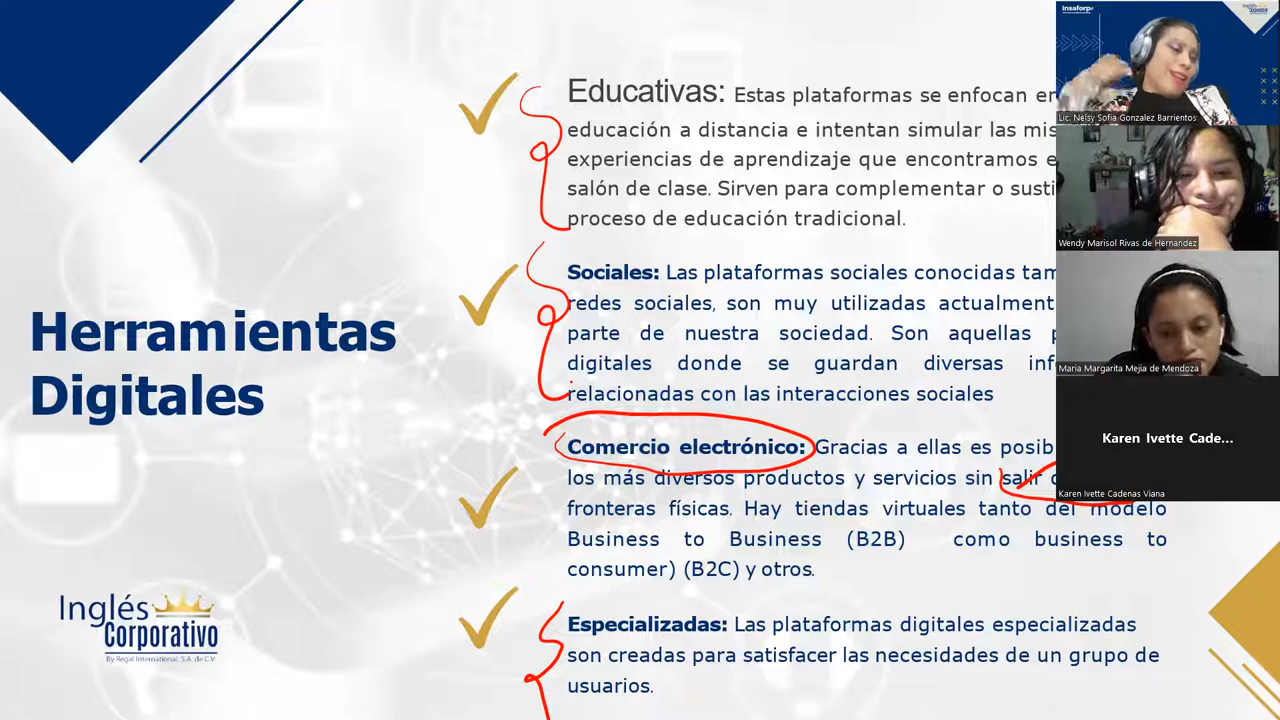 Herramientas
Digitales
Inglés
Corporativo
By Regal International, S.A. de C.V
Educativas: Estas plataformas se enfocan en
educación a distancia e intentan simular las
experiencias de aprendizaje que encontramos
salón de clase. Sirven para complementar o
proceso de educación tradicional.
Sociales: Las plataformas sociales conocidas
redes sociales, son muy utilizadas
parte de nuestra sociedad. Son aquellas
digitales donde se guardan diversas
relacionadas con las interacciones sociales
Comercio electrónico: Gracias a ellas es
los más diversos productos y servicios sin salir
fronteras físicas. Hay tiendas virtuales tanto del modelo
Business to Business (B2B) como business to
consumer) (B2C) y otros.
Especializadas: Las plataformas digitales especializadas
son creadas para satisfacer las necesidades de un grupo de
usuarios.
Insaforp
Inglés
Corporativo
Lic. Nelsy Sofia Gonzalez Barrientos
Wendy Marisol Rivas de Hernandez
Maria Margarita Mejia de Mendoza
Karen Ivette Cade...
Karen Ivette Cadenas Viana